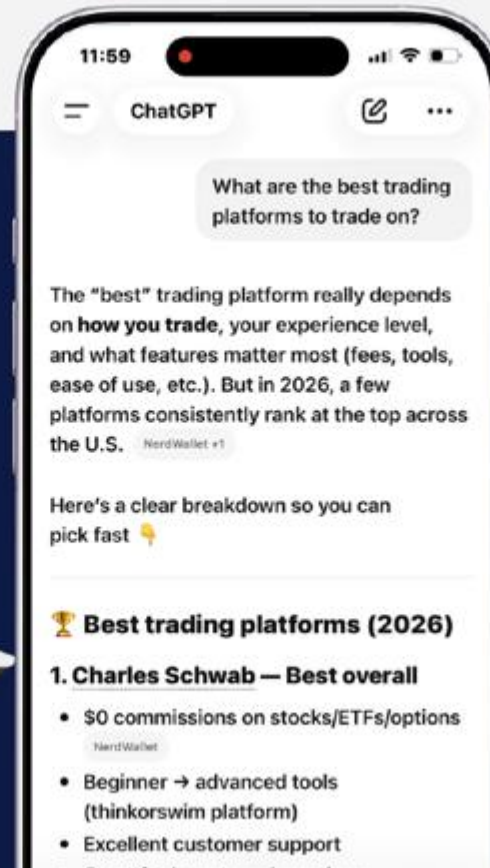 11:59
ChatGPT
What are the best trading
platforms to trade on?
The “best” trading platform really depends
on how you trade, your experience level,
and what features matter most (fees, tools,
ease of use, etc.). But in 2026, a few
platforms consistently rank at the top across
the U.S. NerdWallet +1
Here's a clear breakdown so you can
pick fast 👇
🏆 Best trading platforms (2026)
1. Charles Schwab — Best overall
• $0 commissions on stocks/ETFs/options
NerdWallet
• Beginner → advanced tools
(thinkorswim platform)
• Excellent customer support